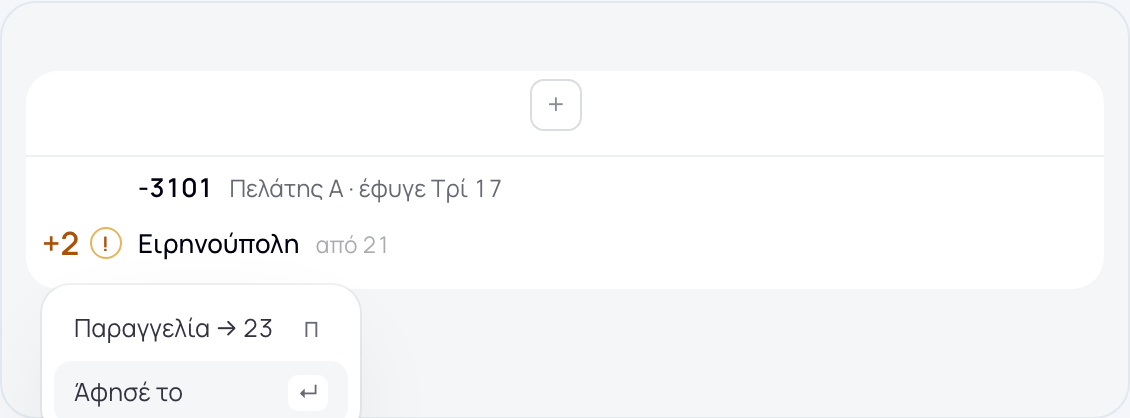 +
-3101 Πελάτης Α · έφυγε Τρί 17
+2 ! Ειρηνούπολη από 21
Παραγγελία → 23 Π
Άφησέ το ↵